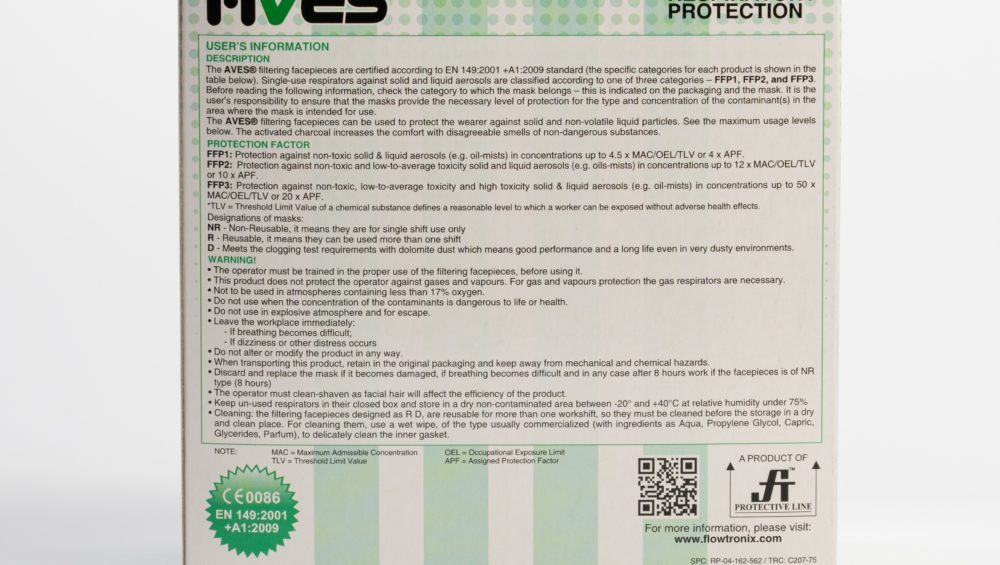 AVES
RESPIRATORY
PROTECTION
USER'S INFORMATION
DESCRIPTION
The AVES® filtering facepieces are certified according to EN 149:2001 +A1:2009 standard (the specific categories for each product is shown in the
table below). Single-use respirators against solid and liquid aerosols are classified according to one of three categories – FFP1, FFP2, and FFP3.
Before reading the following information, check the category to which the mask belongs – this is indicated on the packaging and the mask. It is the
user's responsibility to ensure that the masks provide the necessary level of protection for the type and concentration of the contaminant(s) in the
area where the mask is intended for use.
The AVES® filtering facepieces can be used to protect the wearer against solid and non-volatile liquid particles. See the maximum usage levels
below. The activated charcoal increases the comfort with disagreeable smells of non-dangerous substances.
PROTECTION FACTOR
FFP1: Protection against non-toxic solid & liquid aerosols (e.g. oil-mists) in concentrations up to 4.5 x MAC/OEL/TLV or 4 x APF.
FFP2: Protection against non-toxic and low-to-average toxicity solid and liquid aerosols (e.g. oils-mists) in concentrations up to 12 x MAC/OEL/TLV
or 10 x APF.
FFP3: Protection against non-toxic, low-to-average toxicity and high toxicity solid & liquid aerosols (e.g. oil-mists) in concentrations up to 50 x
MAC/OEL/TLV or 20 x APF.
*TLV = Threshold Limit Value of a chemical substance defines a reasonable level to which a worker can be exposed without adverse health effects.
Designations of masks:
NR - Non-Reusable, it means they are for single shift use only
R - Reusable, it means they can be used more than one shift
D - Meets the clogging test requirements with dolomite dust which means good performance and a long life even in very dusty environments.
WARNING!
• The operator must be trained in the proper use of the filtering facepieces, before using it.
• This product does not protect the operator against gases and vapours. For gas and vapours protection the gas respirators are necessary.
• Not to be used in atmospheres containing less than 17% oxygen.
• Do not use when the concentration of the contaminants is dangerous to life or health.
• Do not use in explosive atmosphere and for escape.
• Leave the workplace immediately:
- If breathing becomes difficult;
- If dizziness or other distress occurs
• Do not alter or modify the product in any way.
• When transporting this product, retain in the original packaging and keep away from mechanical and chemical hazards.
• Discard and replace the mask if it becomes damaged, if breathing becomes difficult and in any case after 8 hours work if the facepieces is of NR
type (8 hours)
• The operator must be clean-shaven as facial hair will affect the efficiency of the product.
• Keep un-used respirators in their closed box and store in a dry non-contaminated area between -20° and +40°C at relative humidity under 75%
• Cleaning: the filtering facepieces designed as R D, are reusable for more than one workshift, so they must be cleaned before the storage in a dry
and clean place. For cleaning them, use a wet wipe, of the type usually commercialized (with ingredients as Aqua, Propylene Glycol, Capric,
Glycerides, Parfum), to delicately clean the inner gasket.
NOTE: MAC = Maximum Admissible Concentration OEL = Occupational Exposure Limit
TLV = Threshold Limit Value APF = Assigned Protection Factor
CE0086
EN 149:2001
+A1:2009
A PRODUCT OF
™
PROTECTIVE LINE
For more information, please visit:
www.flowtronix.com
SPC: RP-04-162-562 / TRC: C207-75